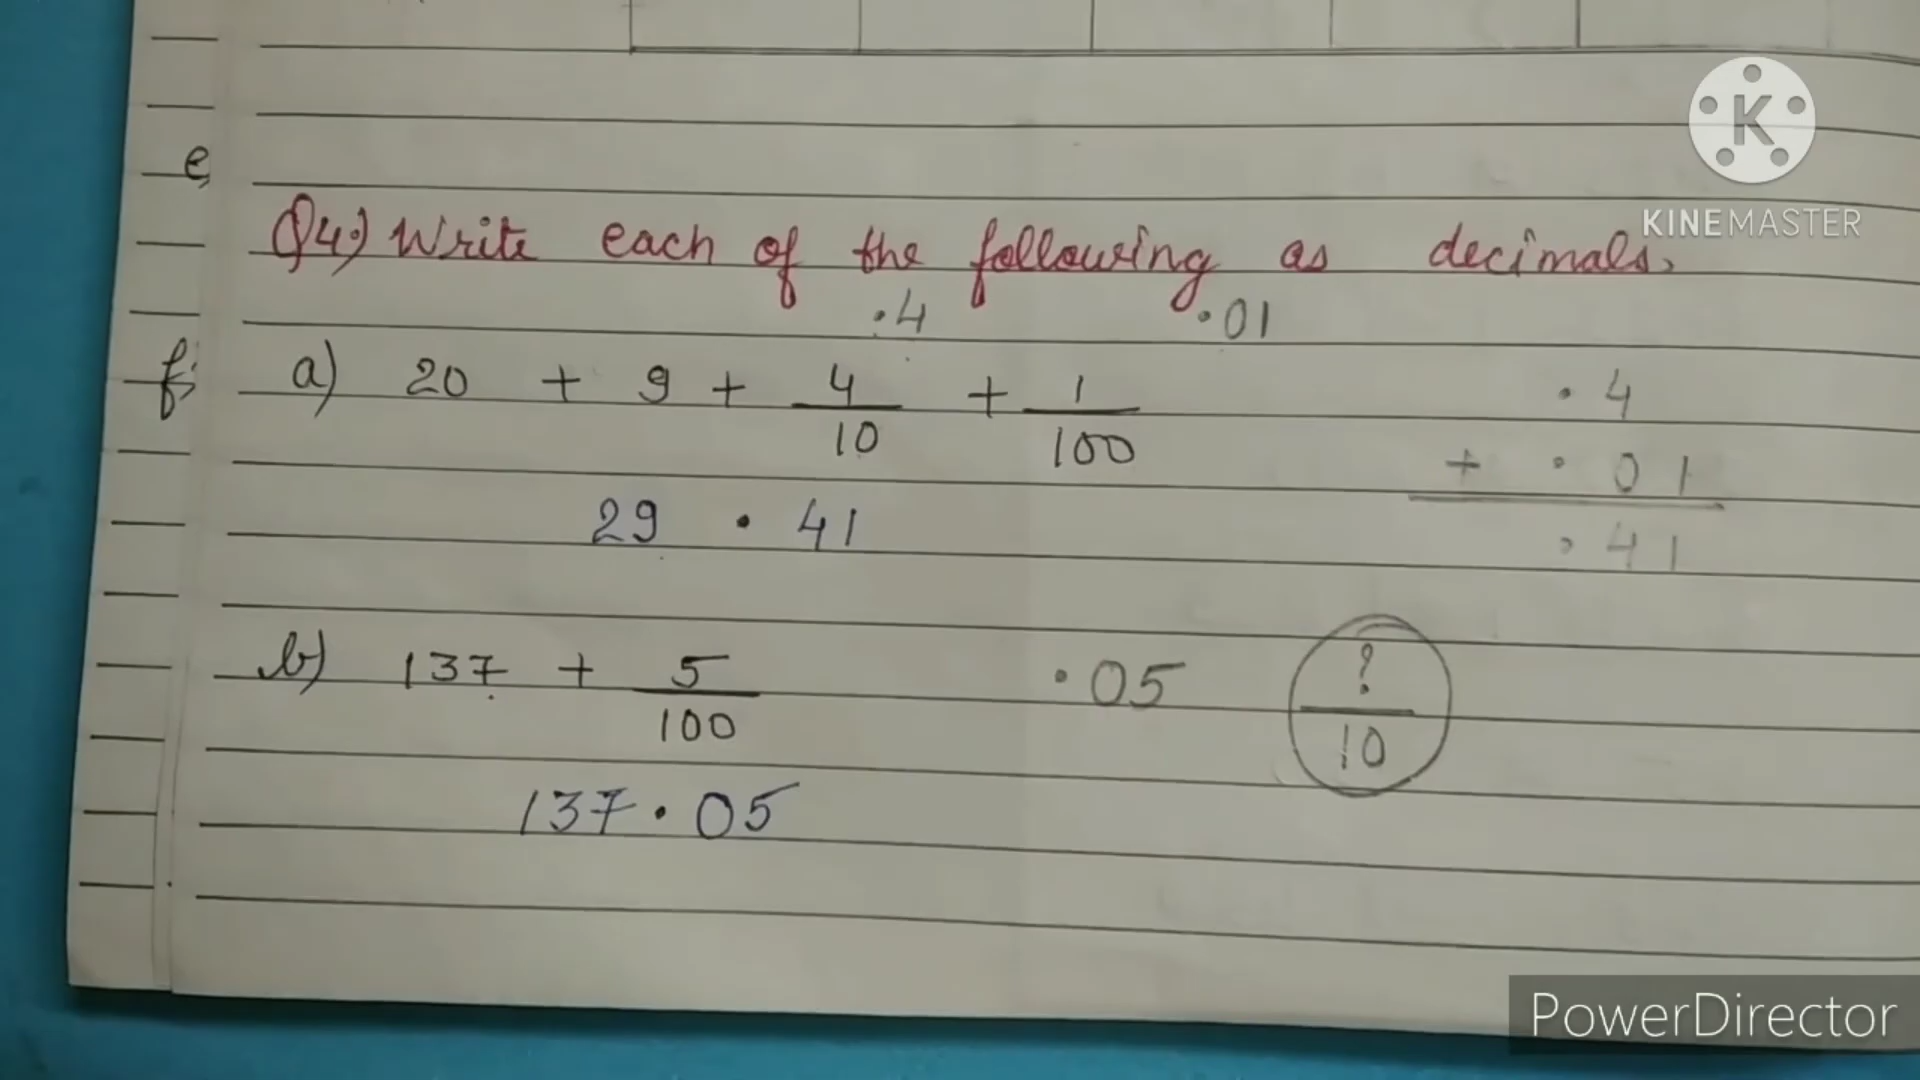 K
KINEMASTER
e
Q4.) Write each of the following as decimals.
.4 .01
f.
a) 20 + 9 + 4/10 + 1/100
.4
+ .01
.41
29 . 41
b) 137 + 5/100 .05 ?/10
137.05
PowerDirector